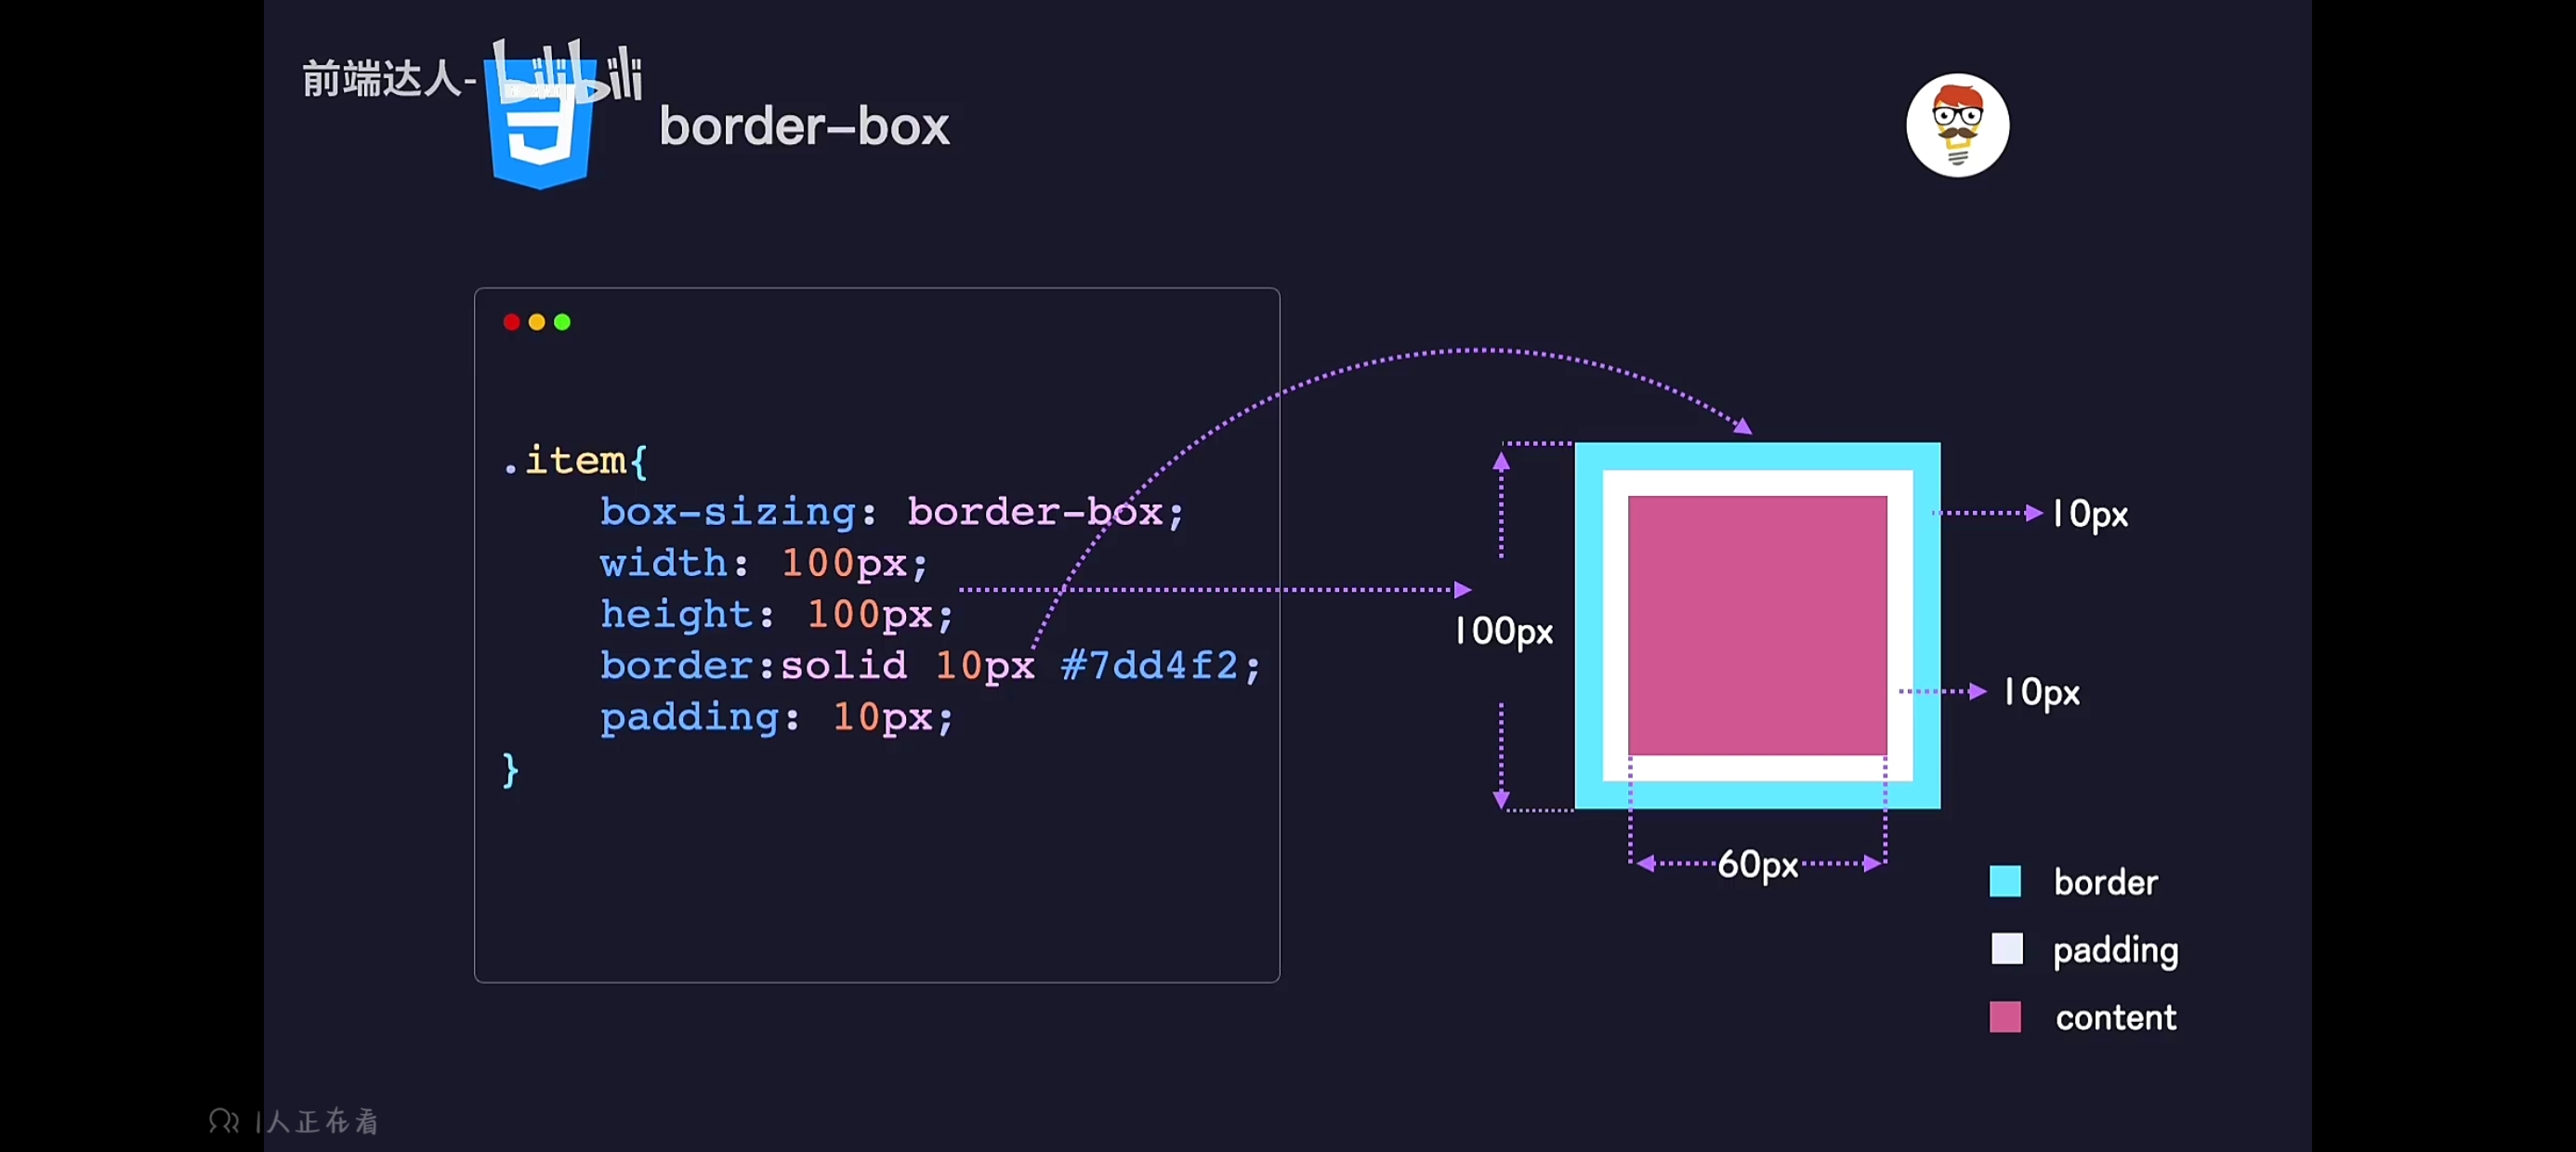 前端达人-bilibili
border-box
.item{
box-sizing: border-box;
width: 100px;
height: 100px;
border:solid 10px #7dd4f2;
padding: 10px;
}
10px
100px
10px
60px
border
padding
content
1人正在看